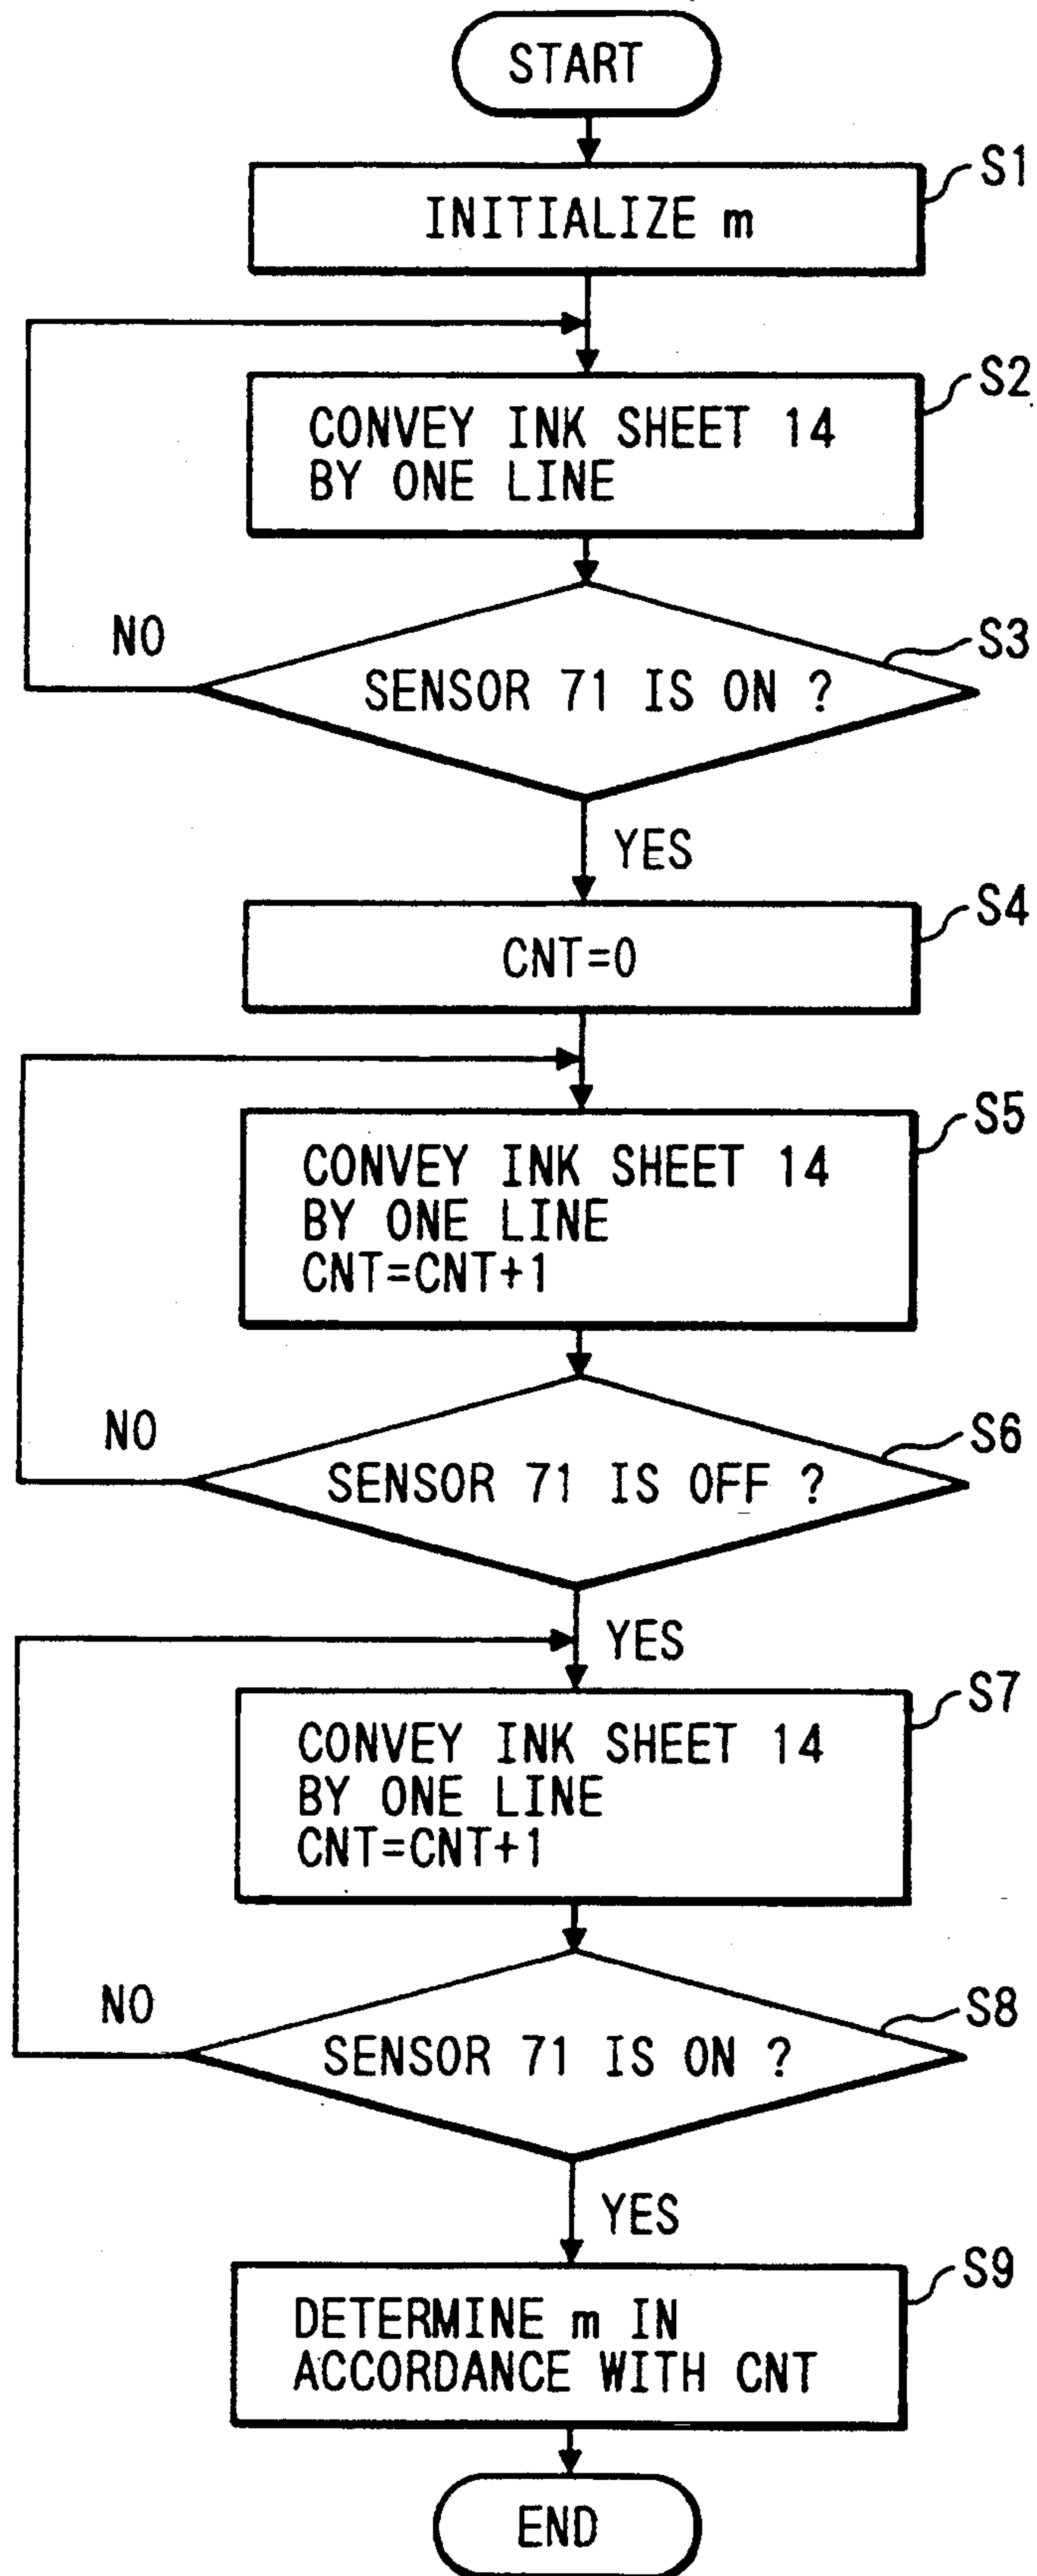 START
S1
INITIALIZE m
S2
CONVEY INK SHEET 14
BY ONE LINE
NO
S3
SENSOR 71 IS ON ?
YES
S4
CNT=0
S5
CONVEY INK SHEET 14
BY ONE LINE
CNT=CNT+1
NO
S6
SENSOR 71 IS OFF ?
YES
S7
CONVEY INK SHEET 14
BY ONE LINE
CNT=CNT+1
NO
S8
SENSOR 71 IS ON ?
YES
S9
DETERMINE m IN
ACCORDANCE WITH CNT
END